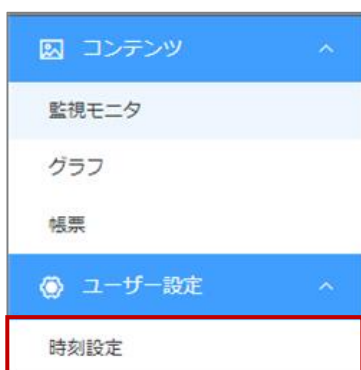 コンテンツ
監視モニタ
グラフ
帳票
ユーザー設定
時刻設定